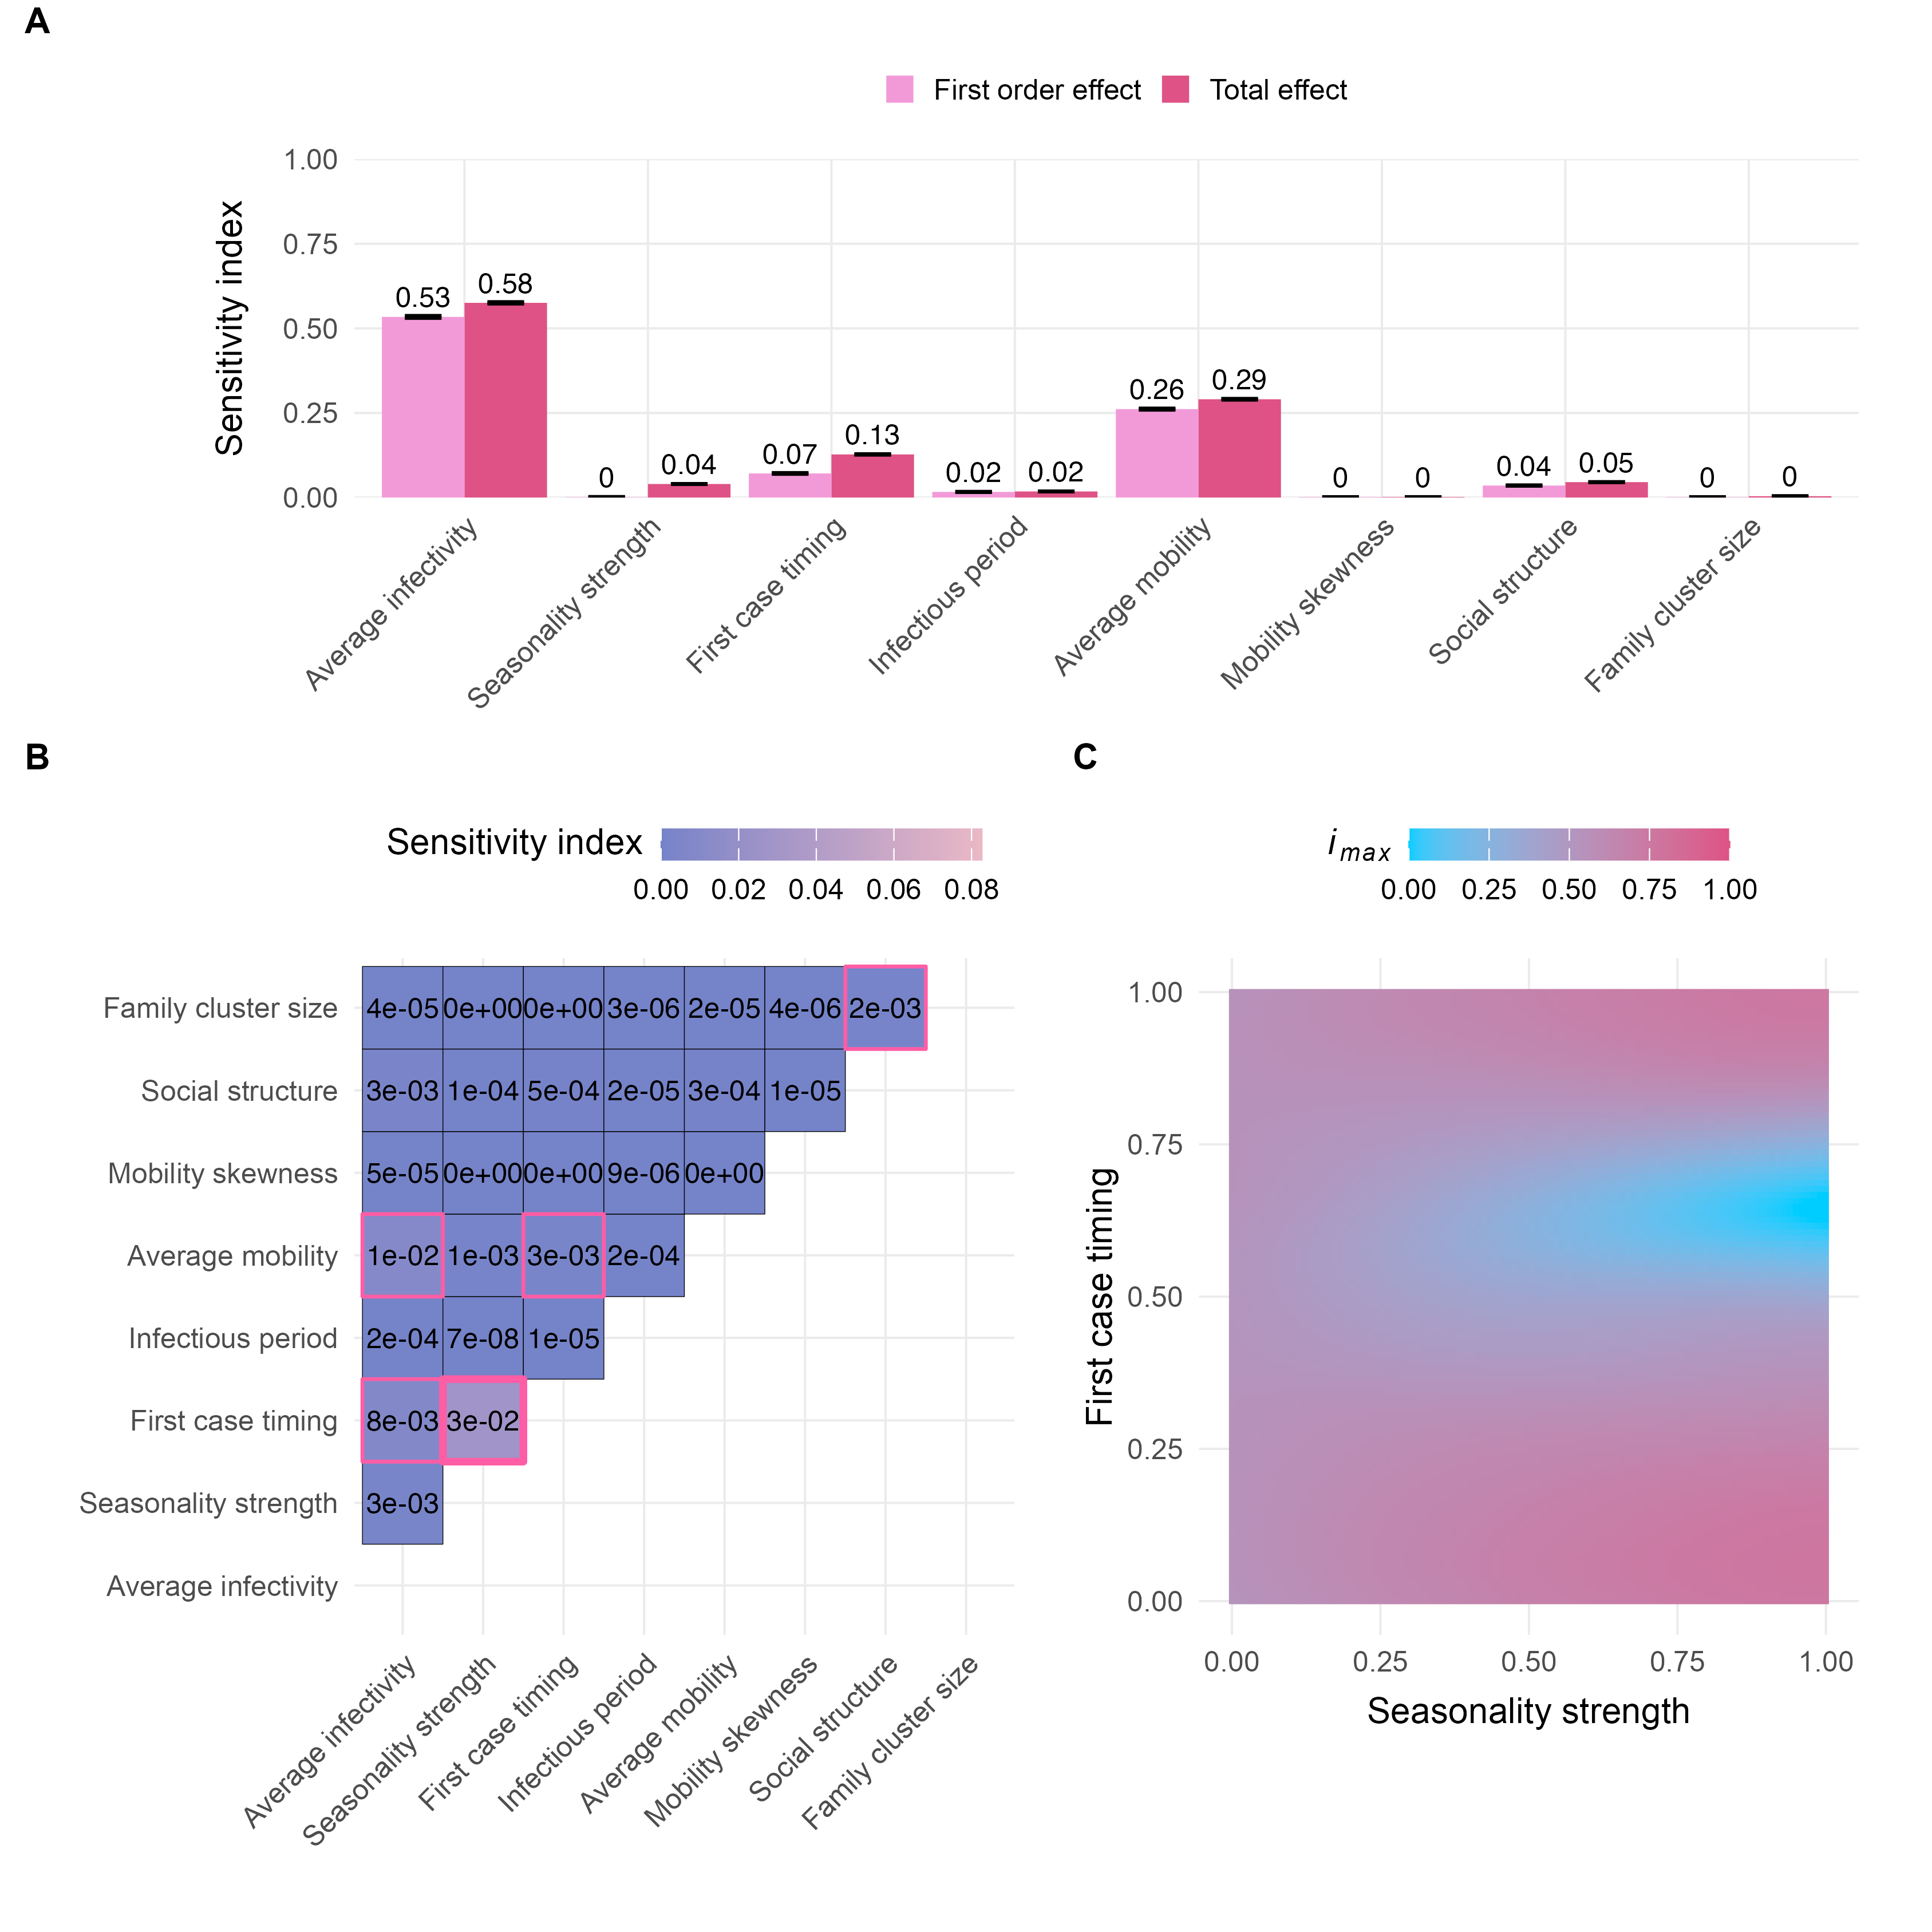 A
First order effect Total effect
Sensitivity index
1.00
0.75
0.50
0.25
0.00
0.53 0.58 0 0.04 0.07 0.13 0.02 0.02 0.26 0.29 0 0 0.04 0.05 0 0
Average infectivity
Seasonality strength
First case timing
Infectious period
Average mobility
Mobility skewness
Social structure
Family cluster size
B
Sensitivity index
0.00 0.02 0.04 0.06 0.08
Family cluster size 4e-05 0e+00 0e+00 3e-06 2e-05 4e-06 2e-03
Social structure 3e-03 1e-04 5e-04 2e-05 3e-04 1e-05
Mobility skewness 5e-05 0e+00 0e+00 9e-06 0e+00
Average mobility 1e-02 1e-03 3e-03 2e-04
Infectious period 2e-04 7e-08 1e-05
First case timing 8e-03 3e-02
Seasonality strength 3e-03
Average infectivity
Average infectivity
Seasonality strength
First case timing
Infectious period
Average mobility
Mobility skewness
Social structure
Family cluster size
C
i max
0.00 0.25 0.50 0.75 1.00
First case timing
1.00
0.75
0.50
0.25
0.00
0.00 0.25 0.50 0.75 1.00
Seasonality strength